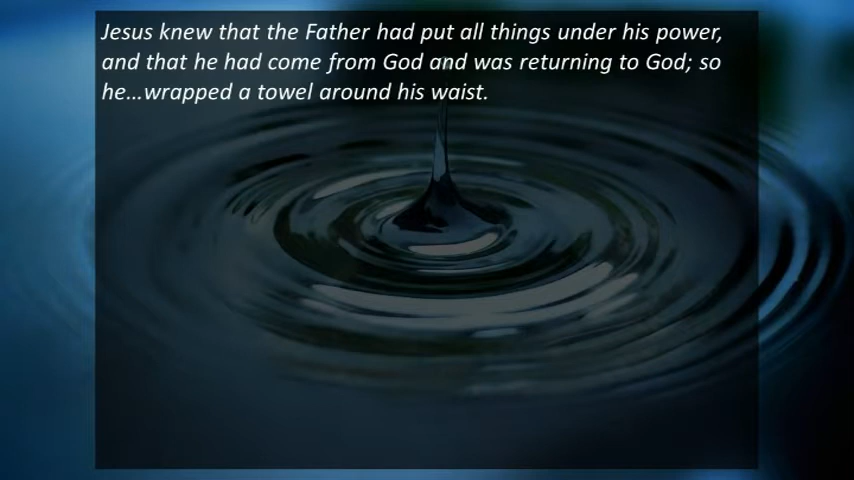 Jesus knew that the Father had put all things under his power,
and that he had come from God and was returning to God; so
he…wrapped a towel around his waist.